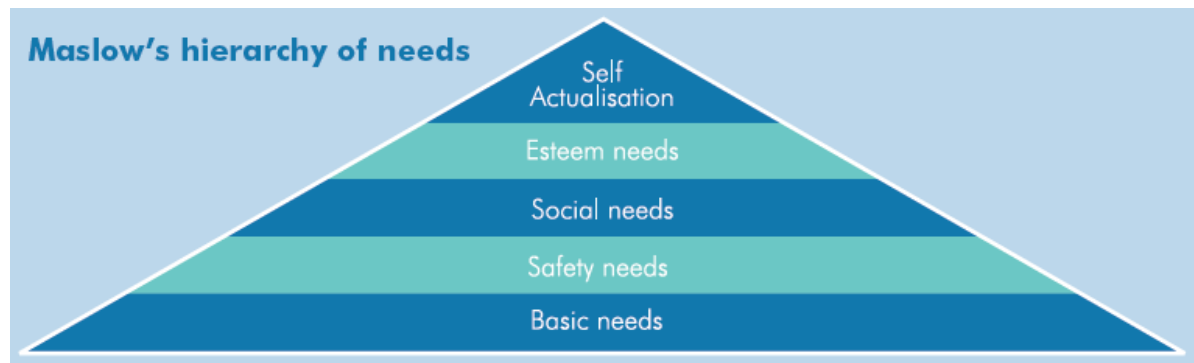 Maslow’s hierarchy of needs
Self
Actualisation
Esteem needs
Social needs
Safety needs
Basic needs